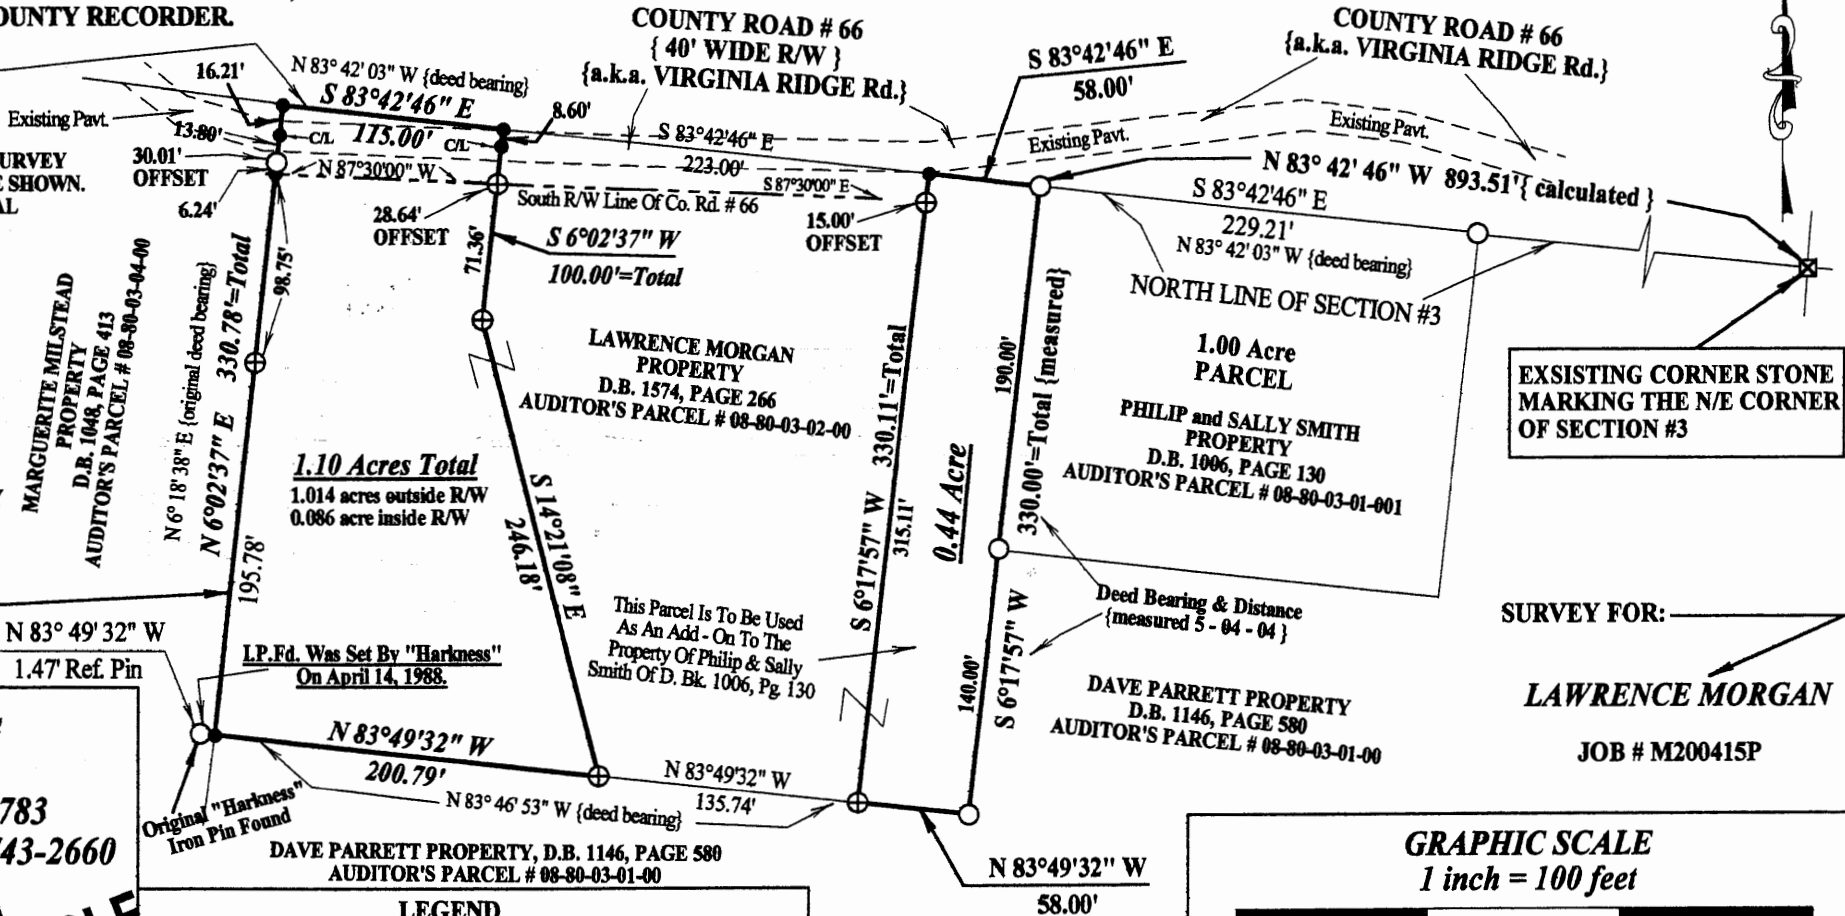 OUNTY RECORDER.
COUNTY ROAD # 66
{ 40' WIDE R/W }
{a.k.a. VIRGINIA RIDGE Rd.}
COUNTY ROAD # 66
{a.k.a. VIRGINIA RIDGE Rd.}
S 83°42'46" E
58.00'
16.21'
N 83° 42' 03" W {deed bearing}
S 83°42'46" E
115.00'
8.60'
Existing Pavt.
13.80'
C/L
C/L
S 83°42'46" E
223.00'
Existing Pavt.
Existing Pavt.
URVEY
E SHOWN.
AL
30.01'
OFFSET
N 87°30'00" W
S 87°30'00" E
South R/W Line Of Co. Rd. # 66
6.24'
28.64'
OFFSET
15.00'
OFFSET
N 83° 42' 46" W 893.51'{ calculated }
S 83°42'46" E
229.21'
N 83° 42' 03" W {deed bearing}
NORTH LINE OF SECTION #3
98.75'
71.36'
S 6°02'37" W
100.00'=Total
MARGUERITE MILSTEAD
PROPERTY
D.B. 1048, PAGE 413
AUDITOR'S PARCEL # 08-80-03-04-00
N 6° 18' 38" E {original deed bearing}
N 6°02'37" E 330.78'=Total
195.78'
LAWRENCE MORGAN
PROPERTY
D.B. 1574, PAGE 266
AUDITOR'S PARCEL # 08-80-03-02-00
1.10 Acres Total
1.014 acres outside R/W
0.086 acre inside R/W
S 14°21'08" E
246.18'
S 6°17'57" W 330.11'=Total
315.11'
0.44 Acre
190.00'
330.00'=Total {measured}
S 6°17'57" W
140.00'
1.00 Acre
PARCEL
PHILIP and SALLY SMITH
PROPERTY
D.B. 1006, PAGE 130
AUDITOR'S PARCEL # 08-80-03-01-001
EXSISTING CORNER STONE
MARKING THE N/E CORNER
OF SECTION #3
This Parcel Is To Be Used
As An Add - On To The
Property Of Philip & Sally
Smith Of D. Bk. 1006, Pg. 130
Deed Bearing & Distance
{measured 5 - 04 - 04 }
SURVEY FOR:
LAWRENCE MORGAN
JOB # M200415P
N 83° 49' 32" W
1.47' Ref. Pin
I.P.Fd. Was Set By "Harkness"
On April 14, 1988.
DAVE PARRETT PROPERTY
D.B. 1146, PAGE 580
AUDITOR'S PARCEL # 08-80-03-01-00
N 83°49'32" W
200.79'
N 83°49'32" W
135.74'
N 83° 46' 53" W {deed bearing}
Original "Harkness"
Iron Pin Found
783
43-2660
DAVE PARRETT PROPERTY, D.B. 1146, PAGE 580
AUDITOR'S PARCEL # 08-80-03-01-00
N 83°49'32" W
58.00'
GRAPHIC SCALE
1 inch = 100 feet
LEGEND